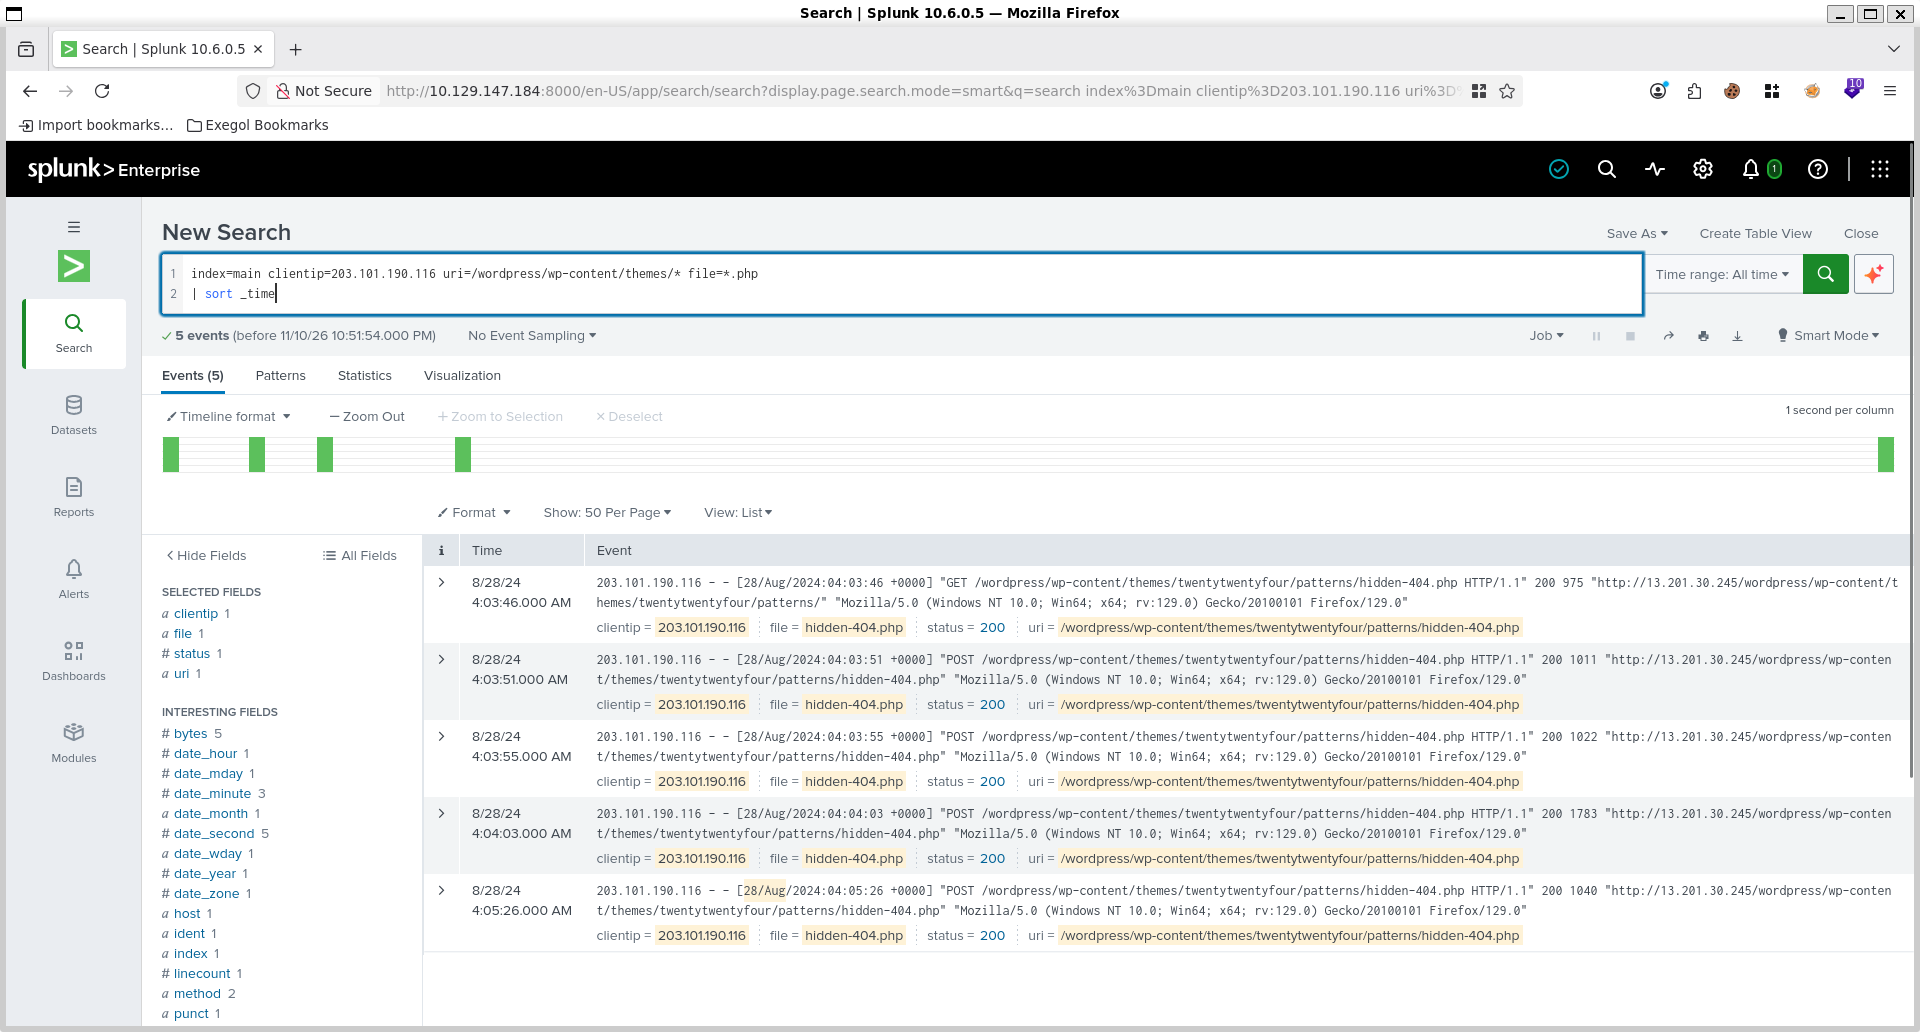 Search | Splunk 10.6.0.5 — Mozilla Firefox
Search | Splunk 10.6.0.5
Not Secure
http://10.129.147.184:8000/en-US/app/search/search?display.page.search.mode=smart&q=search index%3Dmain clientip%3D203.101.190.116 uri%3D%
10
Import bookmarks...
Exegol Bookmarks
splunk>Enterprise
1
New Search
Save As
Create Table View
Close
1 index=main clientip=203.101.190.116 uri=/wordpress/wp-content/themes/* file=*.php
2 | sort _time
Time range: All time
5 events (before 11/10/26 10:51:54.000 PM)
No Event Sampling
Job
Smart Mode
Events (5)
Patterns
Statistics
Visualization
Timeline format
— Zoom Out
+ Zoom to Selection
× Deselect
1 second per column
Format
Show: 50 Per Page
View: List
Search
Datasets
Reports
Alerts
Dashboards
Modules
< Hide Fields
All Fields
SELECTED FIELDS
a clientip 1
a file 1
# status 1
a uri 1
INTERESTING FIELDS
# bytes 5
# date_hour 1
# date_mday 1
# date_minute 3
a date_month 1
# date_second 5
a date_wday 1
# date_year 1
# date_zone 1
a host 1
a ident 1
a index 1
# linecount 1
a method 2
a punct 1
i Time Event
8/28/24
4:03:46.000 AM
203.101.190.116 - - [28/Aug/2024:04:03:46 +0000] "GET /wordpress/wp-content/themes/twentytwentyfour/patterns/hidden-404.php HTTP/1.1" 200 975 "http://13.201.30.245/wordpress/wp-content/t
hemes/twentytwentyfour/patterns/" "Mozilla/5.0 (Windows NT 10.0; Win64; x64; rv:129.0) Gecko/20100101 Firefox/129.0"
clientip = 203.101.190.116 file = hidden-404.php status = 200 uri = /wordpress/wp-content/themes/twentytwentyfour/patterns/hidden-404.php
8/28/24
4:03:51.000 AM
203.101.190.116 - - [28/Aug/2024:04:03:51 +0000] "POST /wordpress/wp-content/themes/twentytwentyfour/patterns/hidden-404.php HTTP/1.1" 200 1011 "http://13.201.30.245/wordpress/wp-conten
t/themes/twentytwentyfour/patterns/hidden-404.php" "Mozilla/5.0 (Windows NT 10.0; Win64; x64; rv:129.0) Gecko/20100101 Firefox/129.0"
clientip = 203.101.190.116 file = hidden-404.php status = 200 uri = /wordpress/wp-content/themes/twentytwentyfour/patterns/hidden-404.php
8/28/24
4:03:55.000 AM
203.101.190.116 - - [28/Aug/2024:04:03:55 +0000] "POST /wordpress/wp-content/themes/twentytwentyfour/patterns/hidden-404.php HTTP/1.1" 200 1022 "http://13.201.30.245/wordpress/wp-conten
t/themes/twentytwentyfour/patterns/hidden-404.php" "Mozilla/5.0 (Windows NT 10.0; Win64; x64; rv:129.0) Gecko/20100101 Firefox/129.0"
clientip = 203.101.190.116 file = hidden-404.php status = 200 uri = /wordpress/wp-content/themes/twentytwentyfour/patterns/hidden-404.php
8/28/24
4:04:03.000 AM
203.101.190.116 - - [28/Aug/2024:04:04:03 +0000] "POST /wordpress/wp-content/themes/twentytwentyfour/patterns/hidden-404.php HTTP/1.1" 200 1783 "http://13.201.30.245/wordpress/wp-conten
t/themes/twentytwentyfour/patterns/hidden-404.php" "Mozilla/5.0 (Windows NT 10.0; Win64; x64; rv:129.0) Gecko/20100101 Firefox/129.0"
clientip = 203.101.190.116 file = hidden-404.php status = 200 uri = /wordpress/wp-content/themes/twentytwentyfour/patterns/hidden-404.php
8/28/24
4:05:26.000 AM
203.101.190.116 - - [28/Aug/2024:04:05:26 +0000] "POST /wordpress/wp-content/themes/twentytwentyfour/patterns/hidden-404.php HTTP/1.1" 200 1040 "http://13.201.30.245/wordpress/wp-conten
t/themes/twentytwentyfour/patterns/hidden-404.php" "Mozilla/5.0 (Windows NT 10.0; Win64; x64; rv:129.0) Gecko/20100101 Firefox/129.0"
clientip = 203.101.190.116 file = hidden-404.php status = 200 uri = /wordpress/wp-content/themes/twentytwentyfour/patterns/hidden-404.php